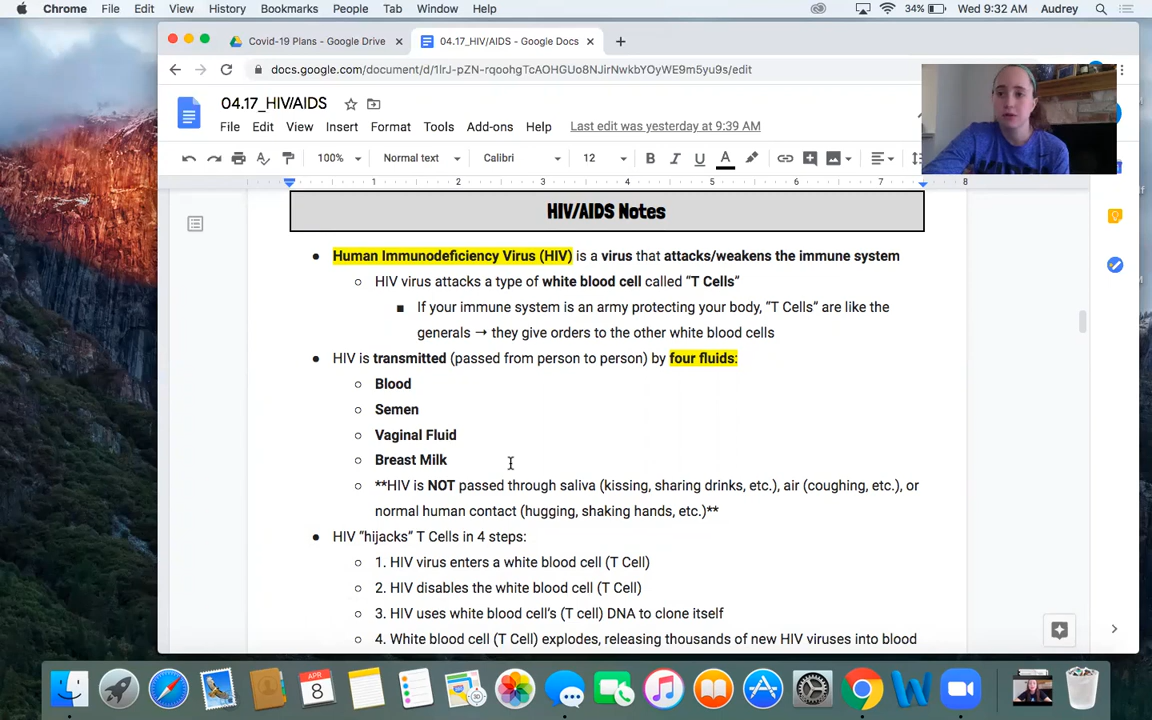 Chrome File Edit View History Bookmarks People Tab Window Help 34% Wed 9:32 AM Audrey
Covid-19 Plans - Google Drive 04.17_HIV/AIDS - Google Docs
docs.google.com/document/d/1lrJ-pZN-rqoohgTcAOHGUo8NJirNwkbYOyWE9m5yu9s/edit
04.17_HIV/AIDS
File Edit View Insert Format Tools Add-ons Help Last edit was yesterday at 9:39 AM
100% Normal text Calibri 12 B I U A
1 2 3 4 5 6 7 8
HIV/AIDS Notes
● Human Immunodeficiency Virus (HIV) is a virus that attacks/weakens the immune system
○ HIV virus attacks a type of white blood cell called “T Cells”
■ If your immune system is an army protecting your body, “T Cells” are like the
generals → they give orders to the other white blood cells
● HIV is transmitted (passed from person to person) by four fluids:
○ Blood
○ Semen
○ Vaginal Fluid
○ Breast Milk
○ **HIV is NOT passed through saliva (kissing, sharing drinks, etc.), air (coughing, etc.), or
normal human contact (hugging, shaking hands, etc.)**
● HIV “hijacks” T Cells in 4 steps:
○ 1. HIV virus enters a white blood cell (T Cell)
○ 2. HIV disables the white blood cell (T Cell)
○ 3. HIV uses white blood cell’s (T cell) DNA to clone itself
○ 4. White blood cell (T Cell) explodes, releasing thousands of new HIV viruses into blood
APR
8